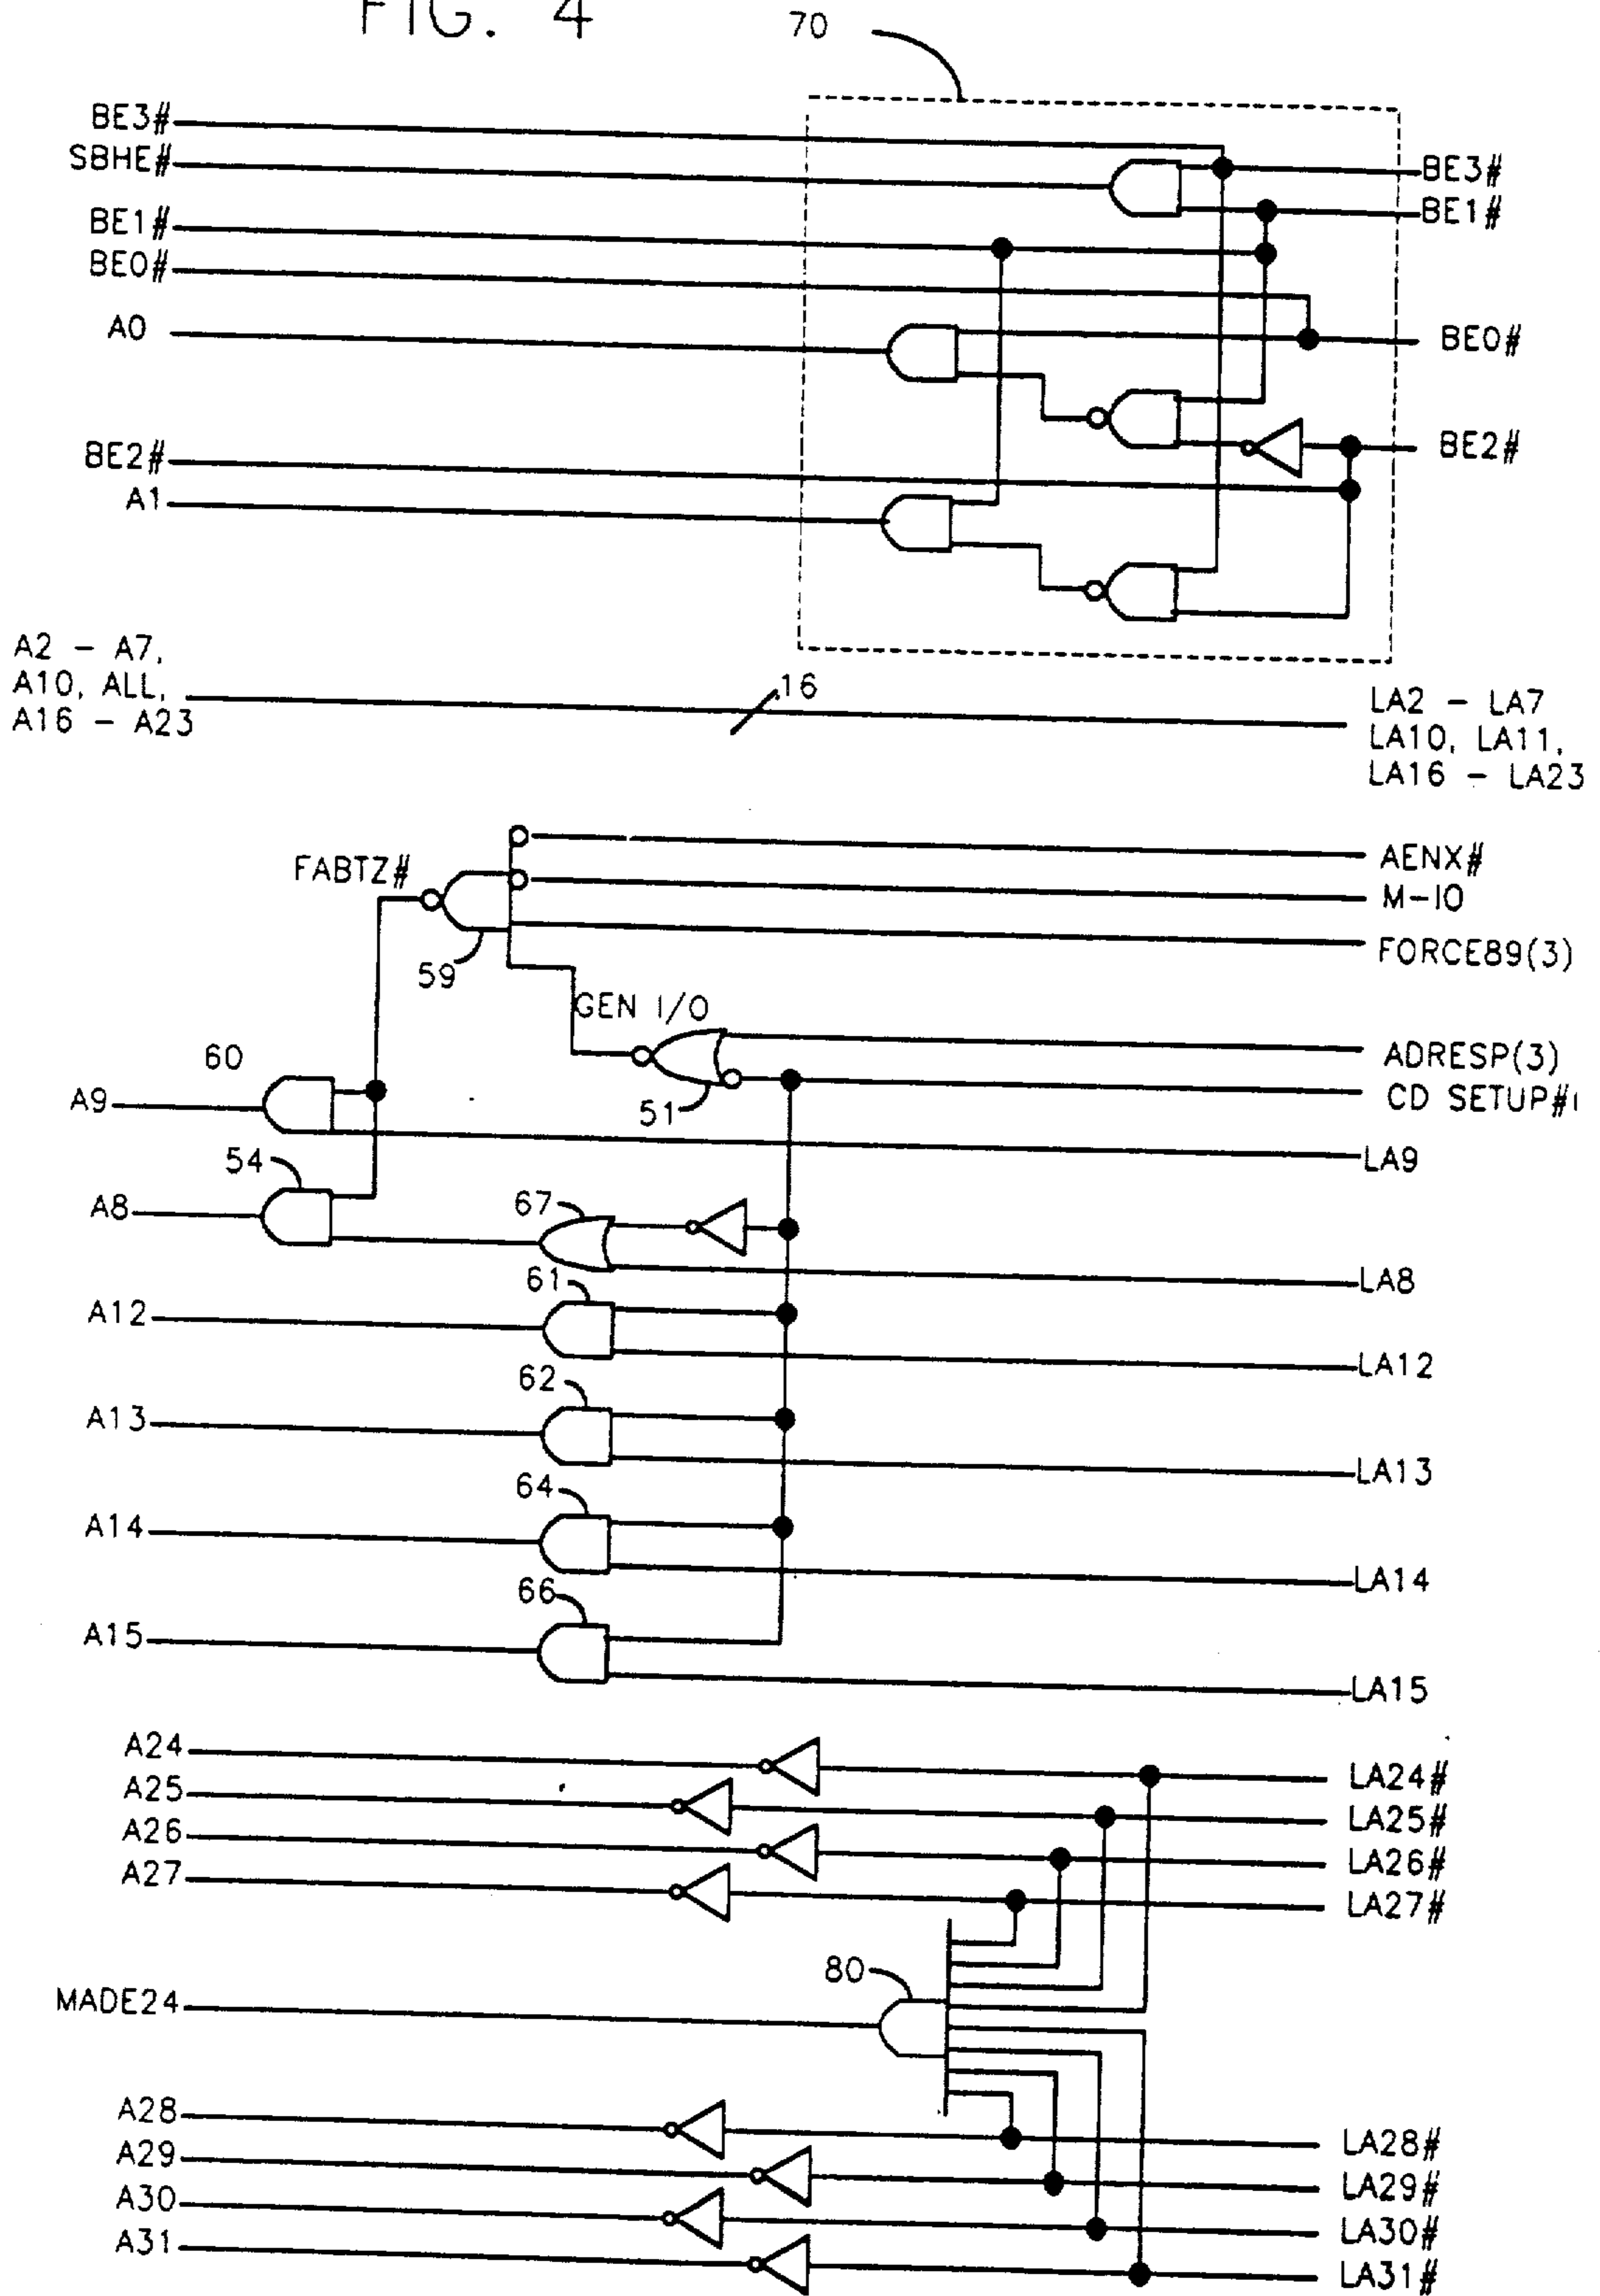 FIG. 4
70
BE3#
SBHE#
BE3#
BE1#
BE1#
BE0#
A0
BE0#
BE2#
BE2#
A1
A2 - A7,
A10, ALL,
A16 - A23
16
LA2 - LA7
LA10, LA11,
LA16 - LA23
AENX#
FABTZ#
M-IO
FORCE89(3)
59
GEN I/O
ADRESP(3)
60
CD SETUP#
51
A9
LA9
54
A8
67
LA8
61
A12
LA12
62
A13
LA13
64
A14
LA14
66
A15
LA15
A24
LA24#
A25
LA25#
A26
LA26#
A27
LA27#
80
MADE24
A28
LA28#
A29
LA29#
A30
LA30#
A31
LA31#